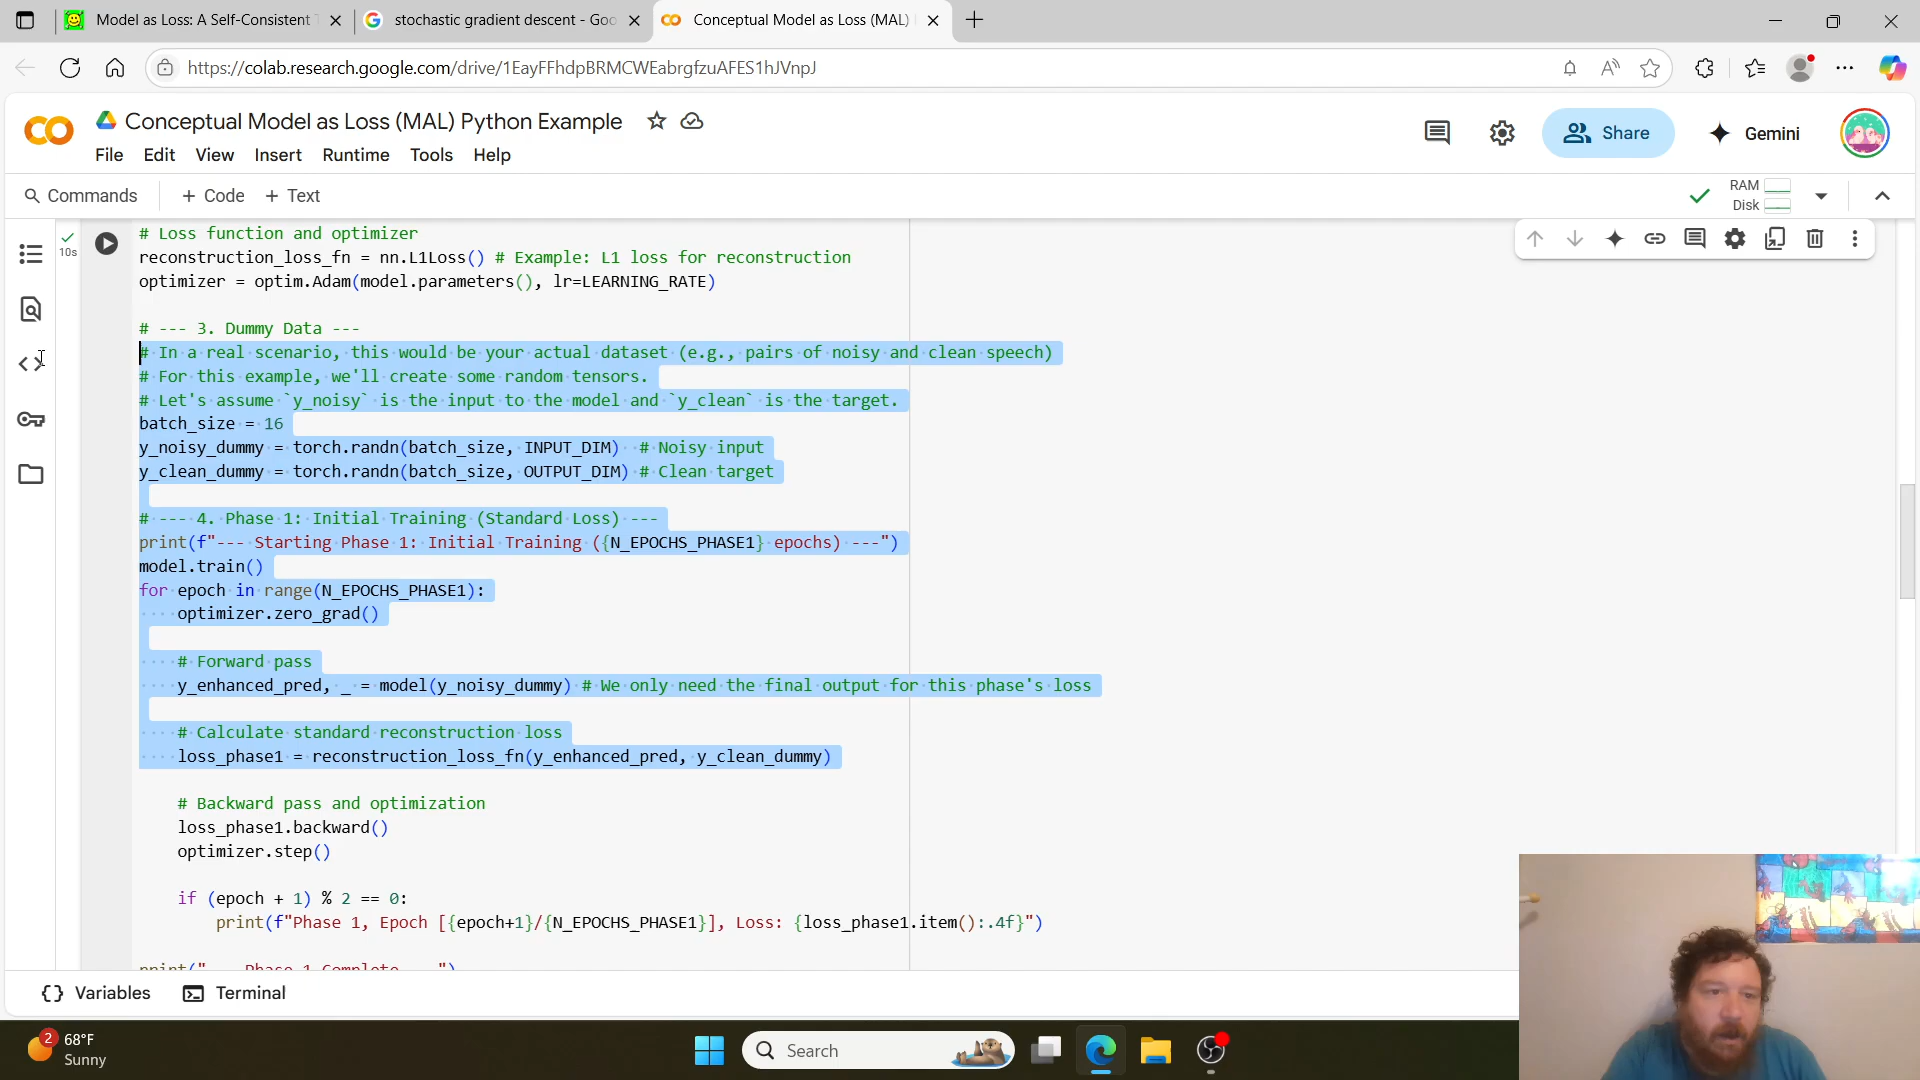 Model as Loss: A Self-Consistent T
stochastic gradient descent - Goo
Conceptual Model as Loss (MAL)
https://colab.research.google.com/drive/1EayFFhdpBRMCWEabrgfzuAFES1hJVnpJ
Conceptual Model as Loss (MAL) Python Example
File Edit View Insert Runtime Tools Help
Share
Gemini
Commands
+ Code + Text
RAM
Disk
10s
# Loss function and optimizer
reconstruction_loss_fn = nn.L1Loss() # Example: L1 loss for reconstruction
optimizer = optim.Adam(model.parameters(), lr=LEARNING_RATE)
# --- 3. Dummy Data ---
# In a real scenario, this would be your actual dataset (e.g., pairs of noisy and clean speech)
# For this example, we'll create some random tensors.
# Let's assume `y_noisy` is the input to the model and `y_clean` is the target.
batch_size = 16
y_noisy_dummy = torch.randn(batch_size, INPUT_DIM)  # Noisy input
y_clean_dummy = torch.randn(batch_size, OUTPUT_DIM) # Clean target
# --- 4. Phase 1: Initial Training (Standard Loss) ---
print(f"--- Starting Phase 1: Initial Training ({N_EPOCHS_PHASE1} epochs) ---")
model.train()
for epoch in range(N_EPOCHS_PHASE1):
    optimizer.zero_grad()
    # Forward pass
    y_enhanced_pred, _ = model(y_noisy_dummy) # We only need the final output for this phase's loss
    # Calculate standard reconstruction loss
    loss_phase1 = reconstruction_loss_fn(y_enhanced_pred, y_clean_dummy)
    # Backward pass and optimization
    loss_phase1.backward()
    optimizer.step()
    if (epoch + 1) % 2 == 0:
        print(f"Phase 1, Epoch [{epoch+1}/{N_EPOCHS_PHASE1}], Loss: {loss_phase1.item():.4f}")
print("--- Phase 1 Complete ---")
{} Variables
Terminal
2
68°F
Sunny
Search